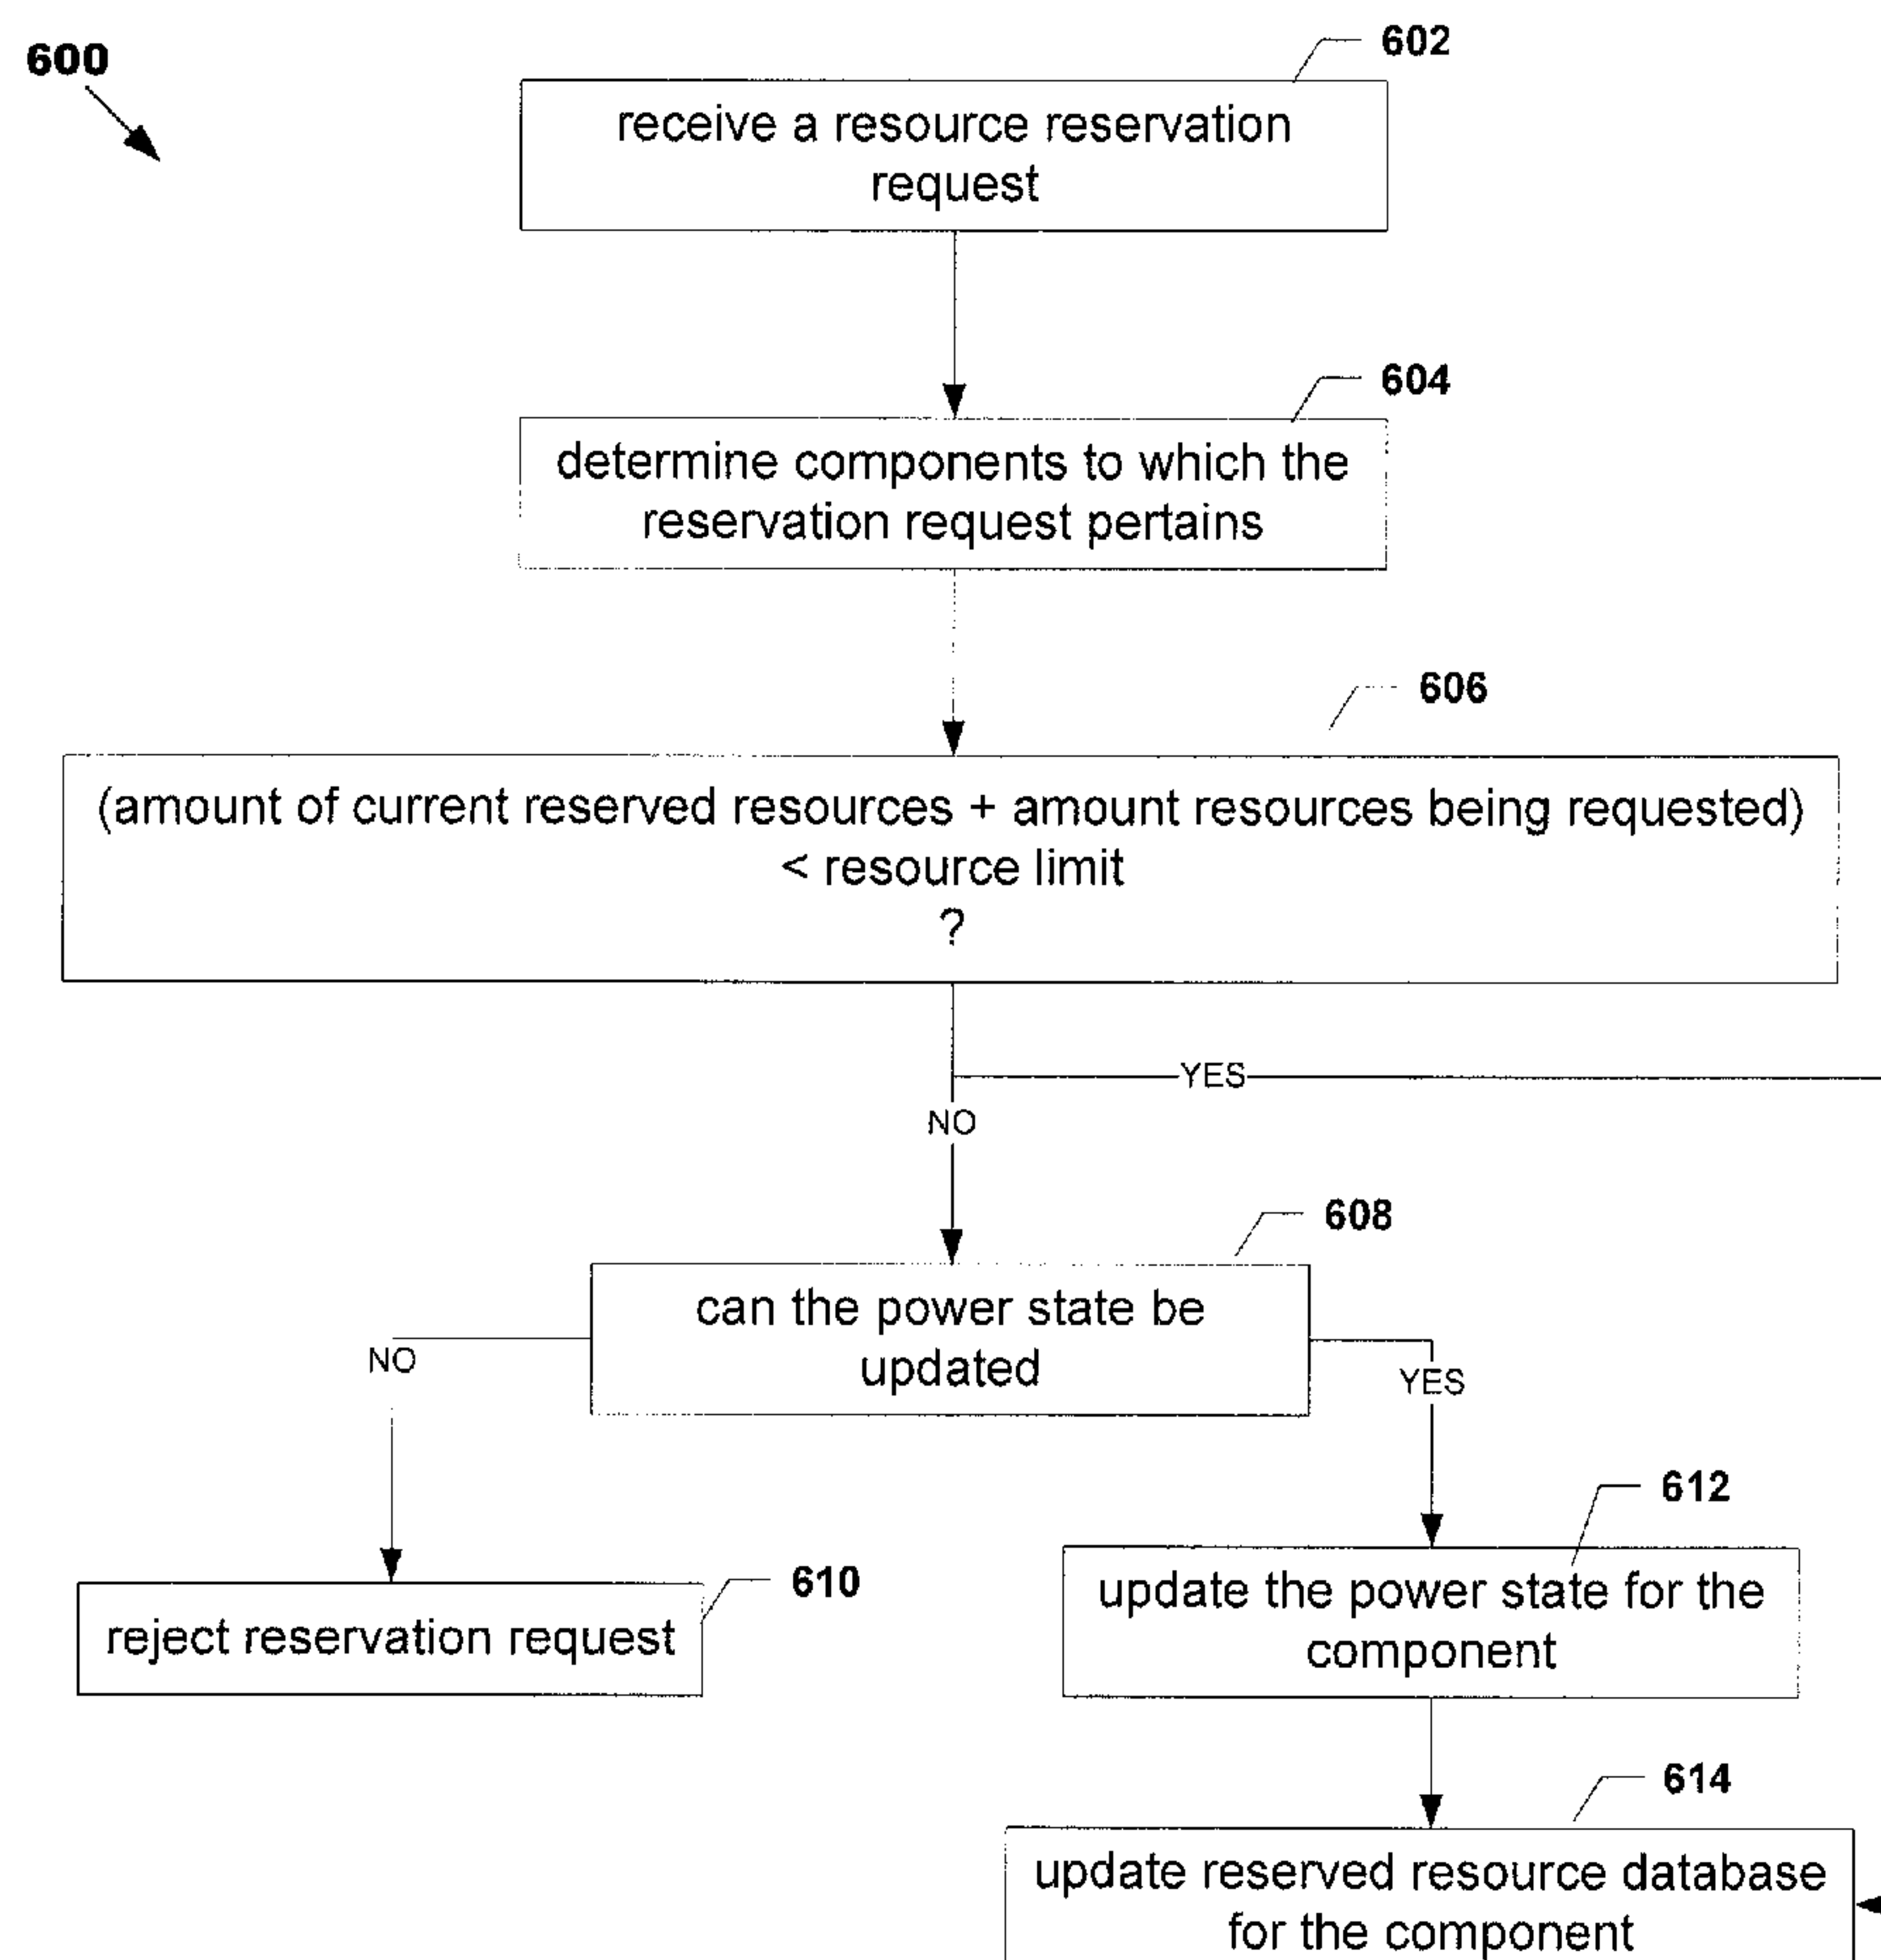 600
602
receive a resource reservation
request
604
determine components to which the
reservation request pertains
606
(amount of current reserved resources + amount resources being requested)
< resource limit
?
YES
NO
608
can the power state be
updated
NO
YES
612
update the power state for the
component
610
reject reservation request
614
update reserved resource database
for the component